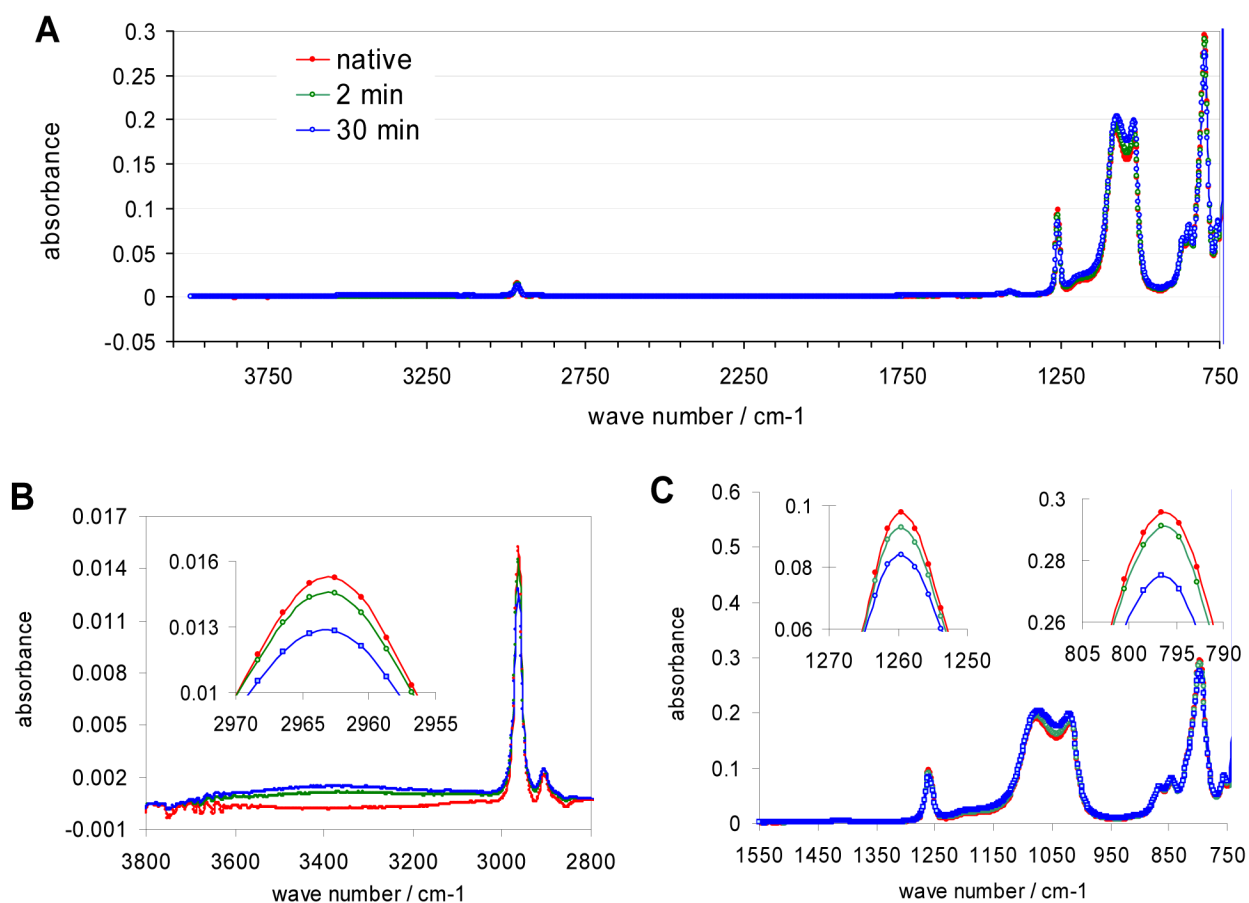 A
0.3
0.25
0.2
0.15
0.1
0.05
0
-0.05
absorbance
native
2 min
30 min
3750 3250 2750 2250 1750 1250 750
wave number / cm-1
B
0.017
0.014
0.011
0.008
0.005
0.002
-0.001
absorbance
0.016
0.013
0.01
2970 2965 2960 2955
3800 3600 3400 3200 3000 2800
wave number / cm-1
C
0.6
0.5
0.4
0.3
0.2
0.1
0
absorbance
0.1
0.08
0.06
1270 1260 1250
0.3
0.28
0.26
805 800 795 790
1550 1450 1350 1250 1150 1050 950 850 750
wave number / cm-1